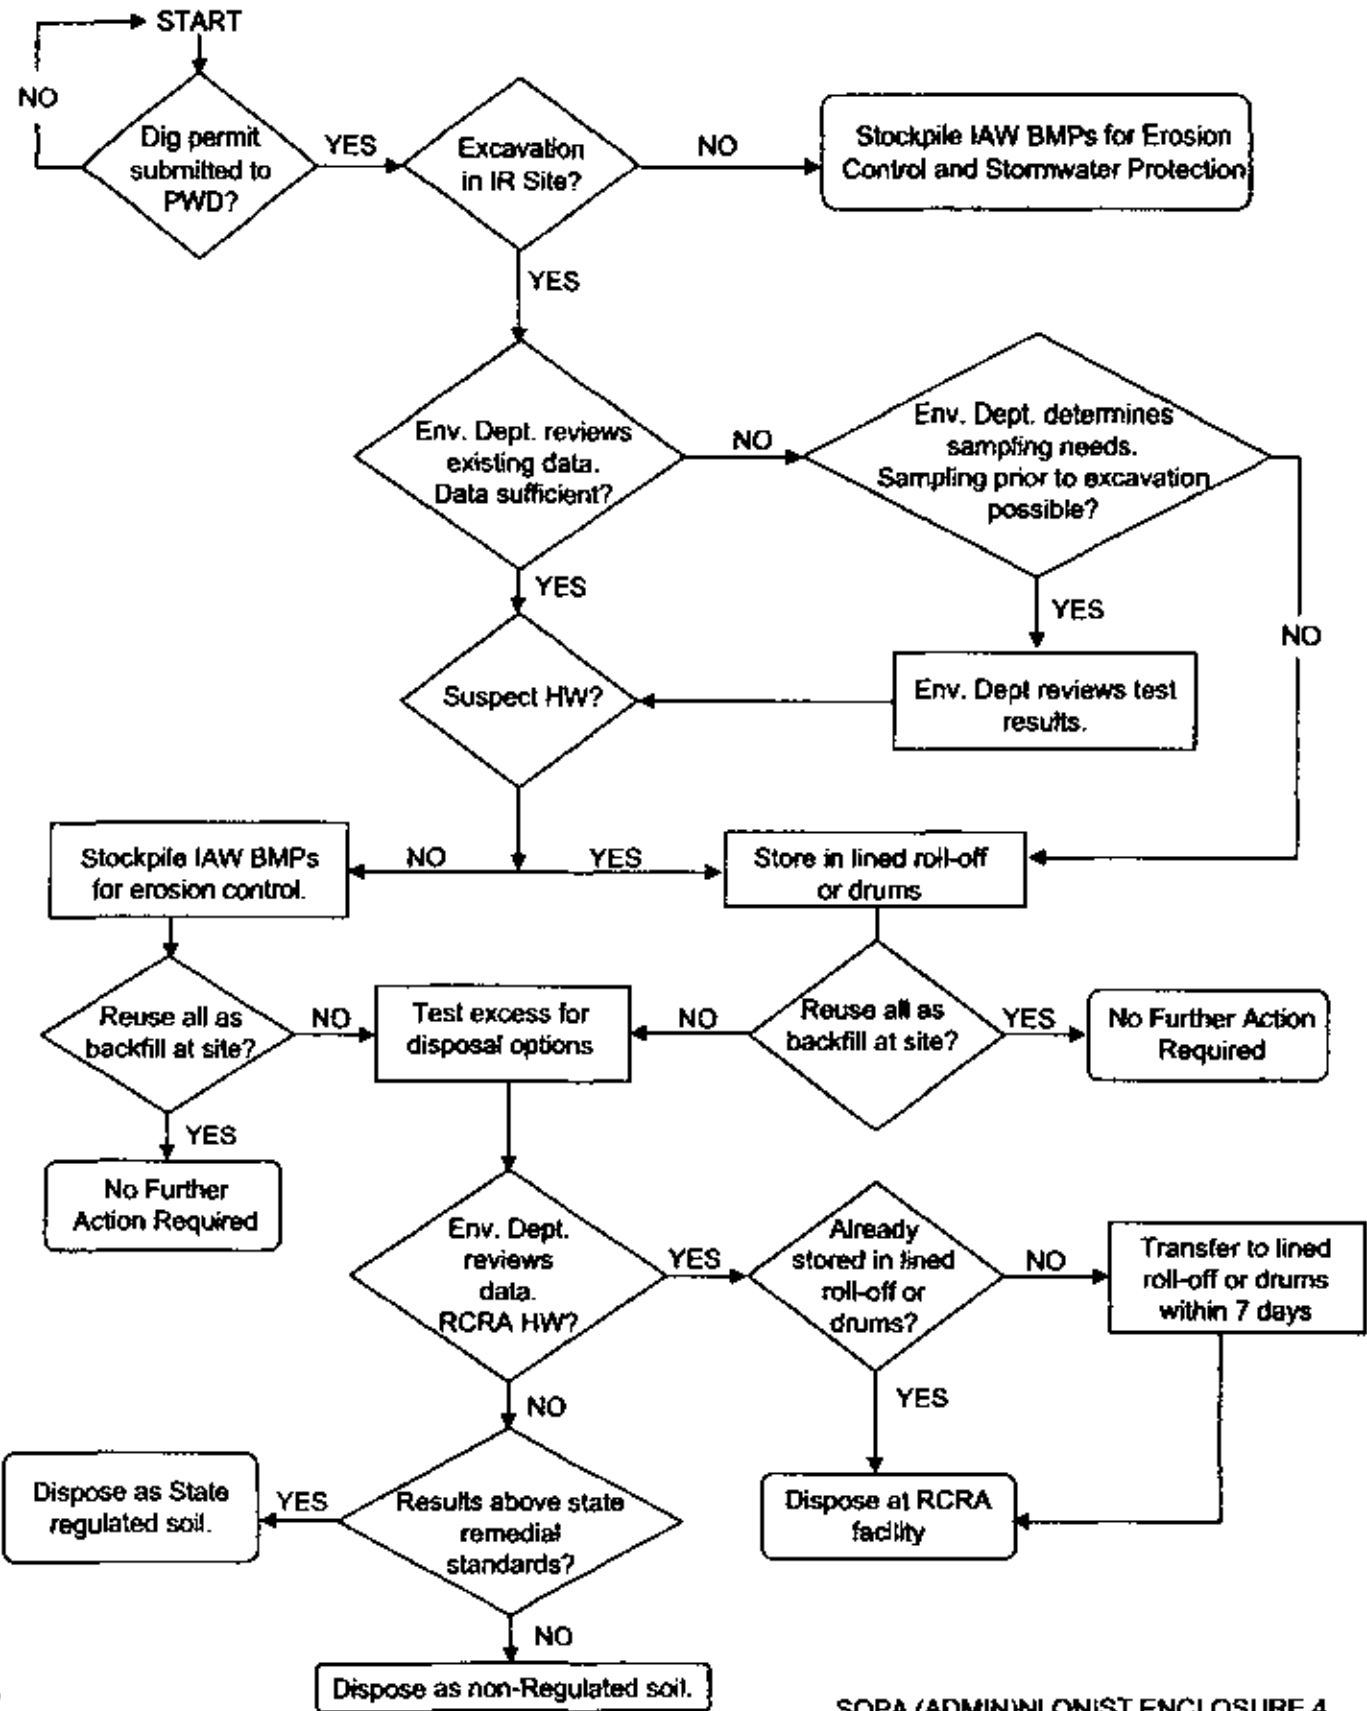 START
NO
Dig permit
submitted to
PWD?
YES
Excavation
in IR Site?
NO
Stockpile IAW BMPs for Erosion
Control and Stormwater Protection
YES
Env. Dept. reviews
existing data.
Data sufficient?
NO
Env. Dept. determines
sampling needs.
Sampling prior to excavation
possible?
YES
YES
NO
Suspect HW?
Env. Dept reviews test
results.
Stockpile IAW BMPs
for erosion control.
NO
YES
Store in lined roll-off
or drums
Reuse all as
backfill at site?
NO
Test excess for
disposal options
NO
Reuse all as
backfill at site?
YES
No Further Action
Required
YES
No Further
Action Required
Env. Dept.
reviews
data.
RCRA HW?
YES
Already
stored in lined
roll-off or
drums?
NO
Transfer to lined
roll-off or drums
within 7 days
NO
YES
Dispose as State
regulated soil.
YES
Results above state
remedial
standards?
Dispose at RCRA
facility
NO
Dispose as non-Regulated soil.
ENCLOSURE 4